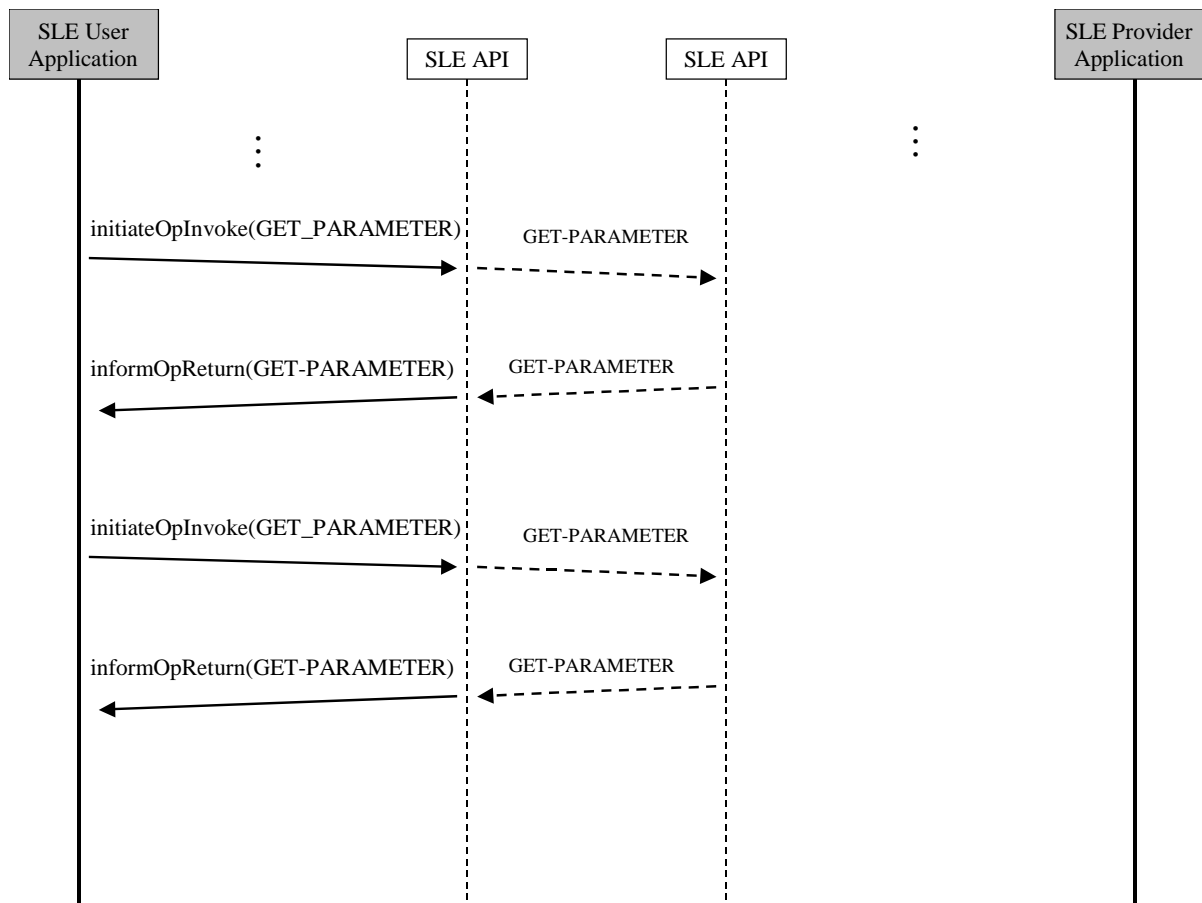 SLE User
Application
SLE API
SLE API
SLE Provider
Application
initiateOpInvoke(GET_PARAMETER)
GET-PARAMETER
informOpReturn(GET-PARAMETER)
GET-PARAMETER
initiateOpInvoke(GET_PARAMETER)
GET-PARAMETER
informOpReturn(GET-PARAMETER)
GET-PARAMETER